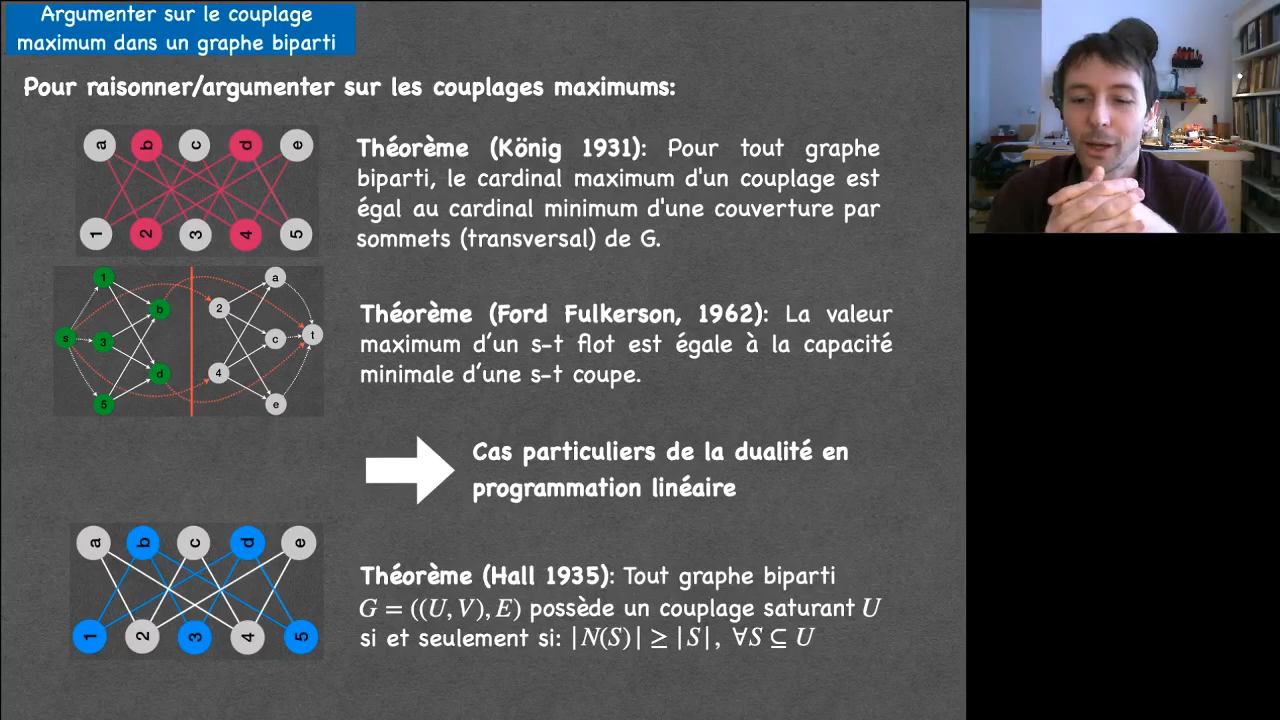 Argumenter sur le couplage
maximum dans un graphe biparti
Pour raisonner/argumenter sur les couplages maximums:
a b c d e
1 2 3 4 5
Théorème (König 1931): Pour tout graphe
biparti, le cardinal maximum d'un couplage est
égal au cardinal minimum d'une couverture par
sommets (transversal) de G.
1 a
b 2
s 3 c t
d 4
5 e
Théorème (Ford Fulkerson, 1962): La valeur
maximum d’un s-t flot est égale à la capacité
minimale d’une s-t coupe.
Cas particuliers de la dualité en
programmation linéaire
a b c d e
1 2 3 4 5
Théorème (Hall 1935): Tout graphe biparti
G = ((U, V), E) possède un couplage saturant U
si et seulement si: |N(S)| ≥ |S|, ∀S ⊆ U